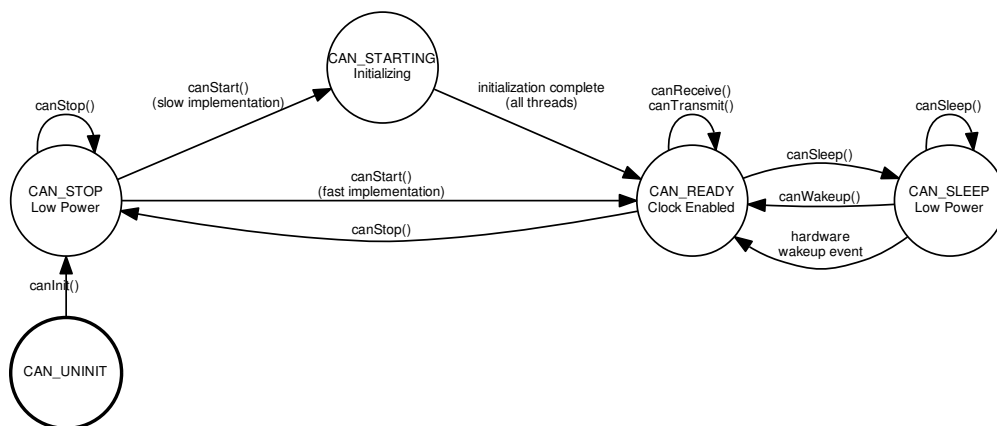 CAN_STARTING
Initializing
canStart()
(slow implementation)
initialization complete
(all threads)
canStop()
canReceive()
canTransmit()
canSleep()
CAN_STOP
Low Power
canStart()
(fast implementation)
canStop()
CAN_READY
Clock Enabled
canSleep()
canWakeup()
hardware
wakeup event
CAN_SLEEP
Low Power
canInit()
CAN_UNINIT